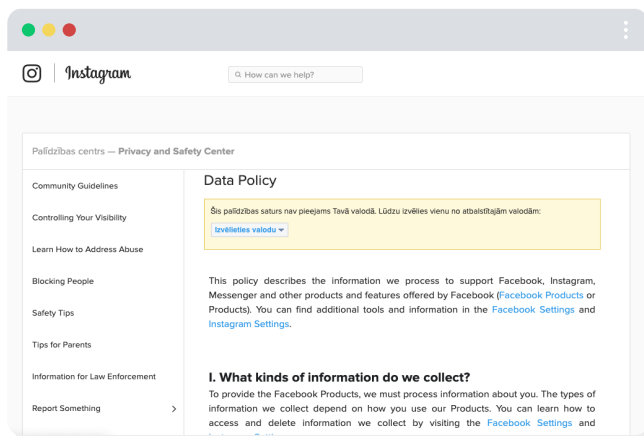 Instagram
How can we help?
Palīdzības centrs — Privacy and Safety Center
Community Guidelines
Controlling Your Visibility
Learn How to Address Abuse
Blocking People
Safety Tips
Tips for Parents
Information for Law Enforcement
Report Something
Data Policy
Šis palīdzības saturs nav pieejams Tavā valodā. Lūdzu izvēlies vienu no atbalstītajām valodām:
Izvēlieties valodu
This policy describes the information we process to support Facebook, Instagram,
Messenger and other products and features offered by Facebook (Facebook Products or
Products). You can find additional tools and information in the Facebook Settings and
Instagram Settings.
I. What kinds of information do we collect?
To provide the Facebook Products, we must process information about you. The types of
information we collect depend on how you use our Products. You can learn how to
access and delete information we collect by visiting the Facebook Settings and